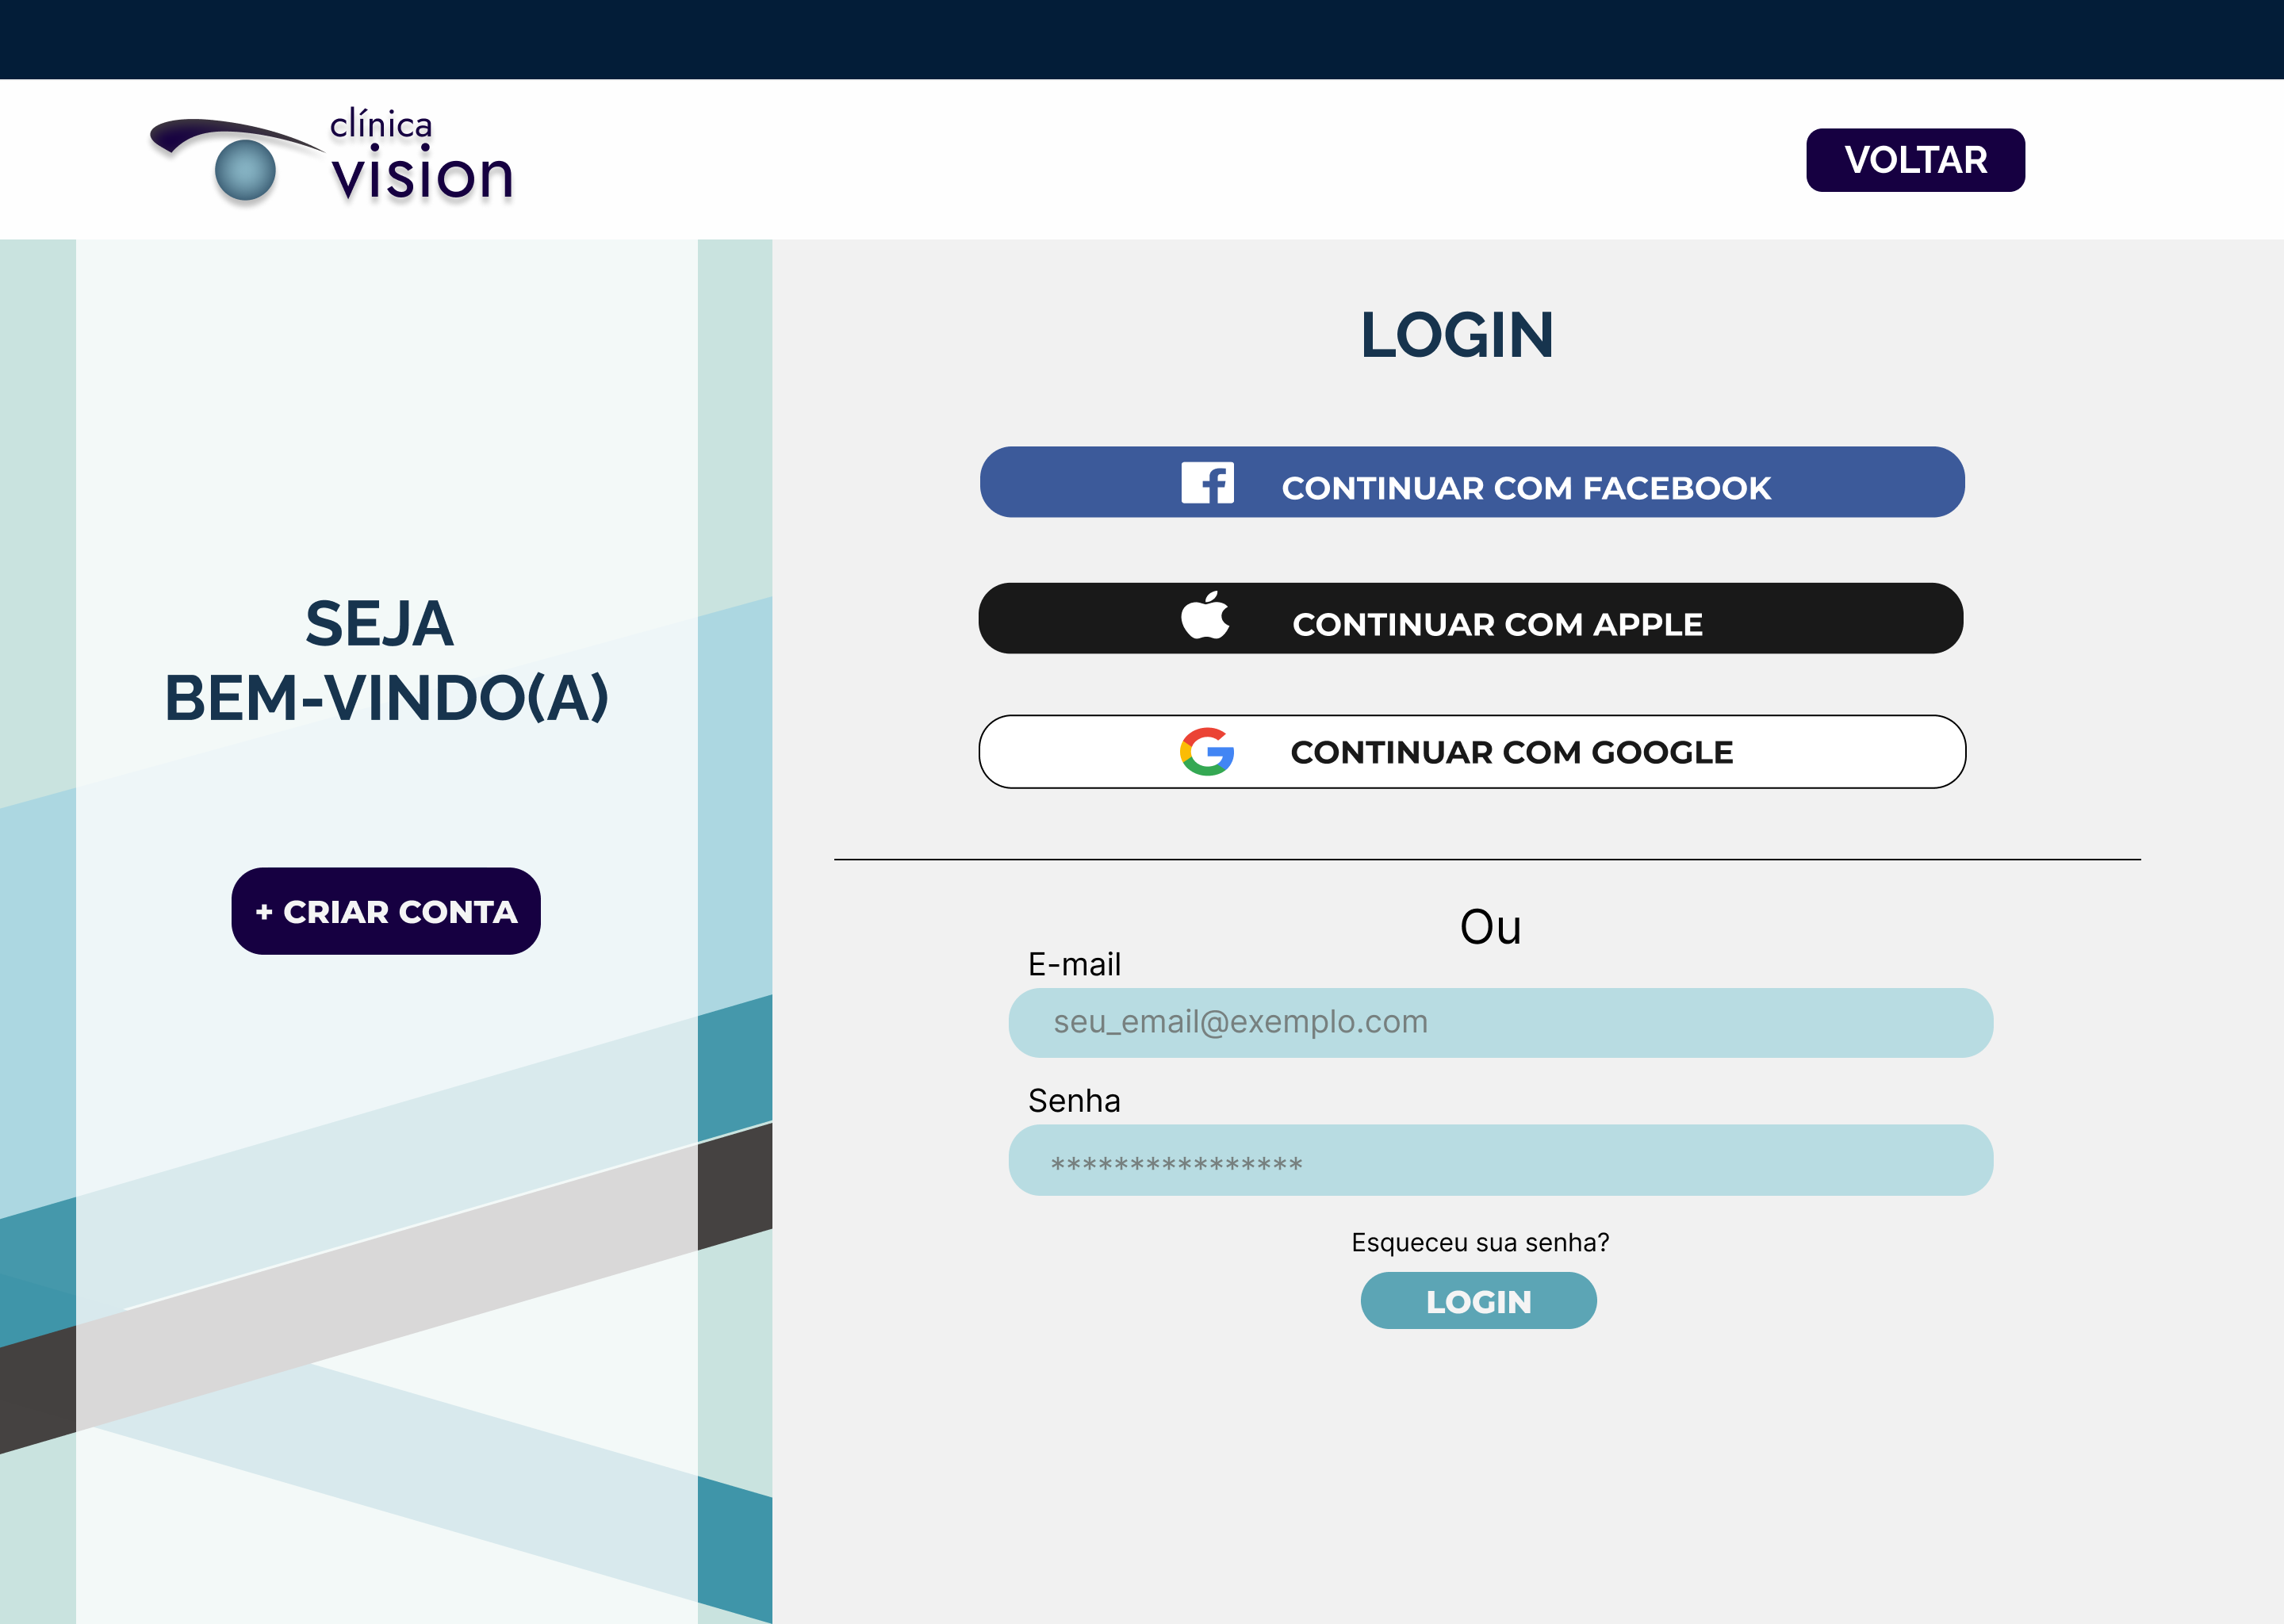 clínica
vision
VOLTAR
SEJA
BEM-VINDO(A)
+ CRIAR CONTA
LOGIN
CONTINUAR COM FACEBOOK
CONTINUAR COM APPLE
CONTINUAR COM GOOGLE
Ou
E-mail
seu_email@exemplo.com
Senha
****************
Esqueceu sua senha?
LOGIN